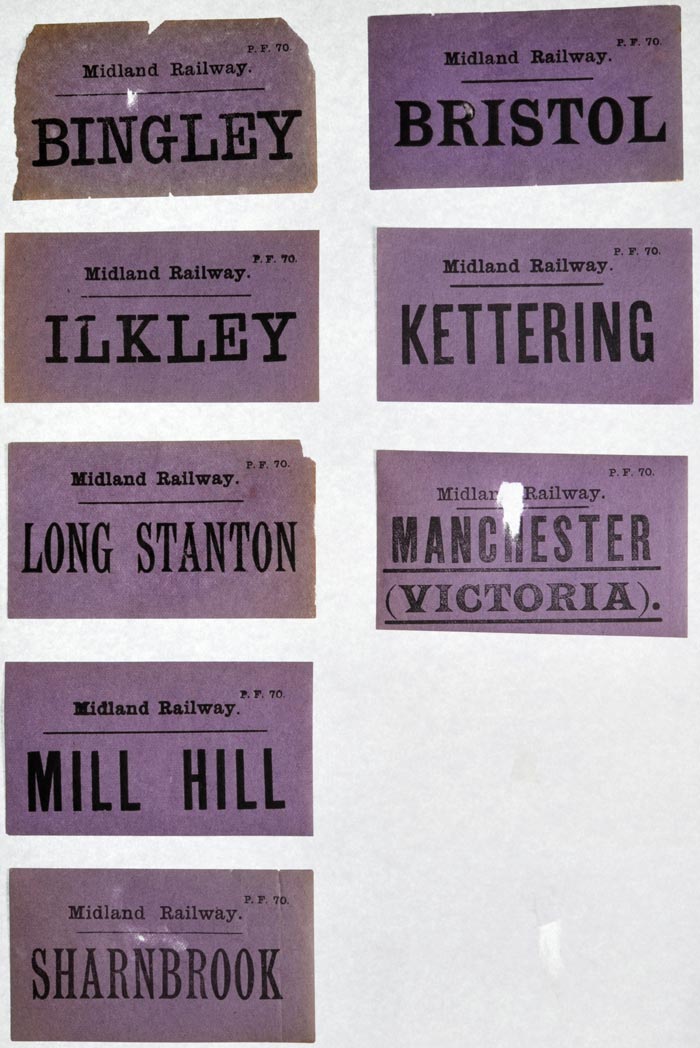 P. F. 70.
Midland Railway.
BINGLEY
P. F. 70.
Midland Railway.
ILKLEY
P. F. 70.
Midland Railway.
LONG STANTON
P. F. 70.
Midland Railway.
MILL HILL
P. F. 70.
Midland Railway.
SHARNBROOK
P. F. 70.
Midland Railway.
BRISTOL
P. F. 70.
Midland Railway.
KETTERING
P. F. 70.
Midland Railway.
MANCHESTER
(VICTORIA).